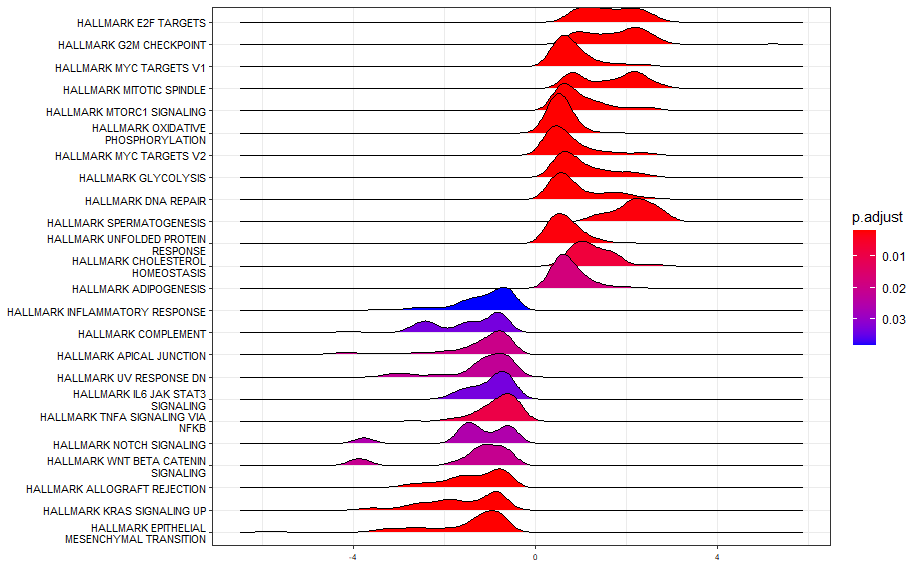 HALLMARK E2F TARGETS
HALLMARK G2M CHECKPOINT
HALLMARK MYC TARGETS V1
HALLMARK MITOTIC SPINDLE
HALLMARK MTORC1 SIGNALING
HALLMARK OXIDATIVE
PHOSPHORYLATION
HALLMARK MYC TARGETS V2
HALLMARK GLYCOLYSIS
HALLMARK DNA REPAIR
HALLMARK SPERMATOGENESIS
HALLMARK UNFOLDED PROTEIN
RESPONSE
HALLMARK CHOLESTEROL
HOMEOSTASIS
HALLMARK ADIPOGENESIS
HALLMARK INFLAMMATORY RESPONSE
HALLMARK COMPLEMENT
HALLMARK APICAL JUNCTION
HALLMARK UV RESPONSE DN
HALLMARK IL6 JAK STAT3
SIGNALING
HALLMARK TNFA SIGNALING VIA
NFKB
HALLMARK NOTCH SIGNALING
HALLMARK WNT BETA CATENIN
SIGNALING
HALLMARK ALLOGRAFT REJECTION
HALLMARK KRAS SIGNALING UP
HALLMARK EPITHELIAL
MESENCHYMAL TRANSITION
-4 0 4
p.adjust
0.01
0.02
0.03